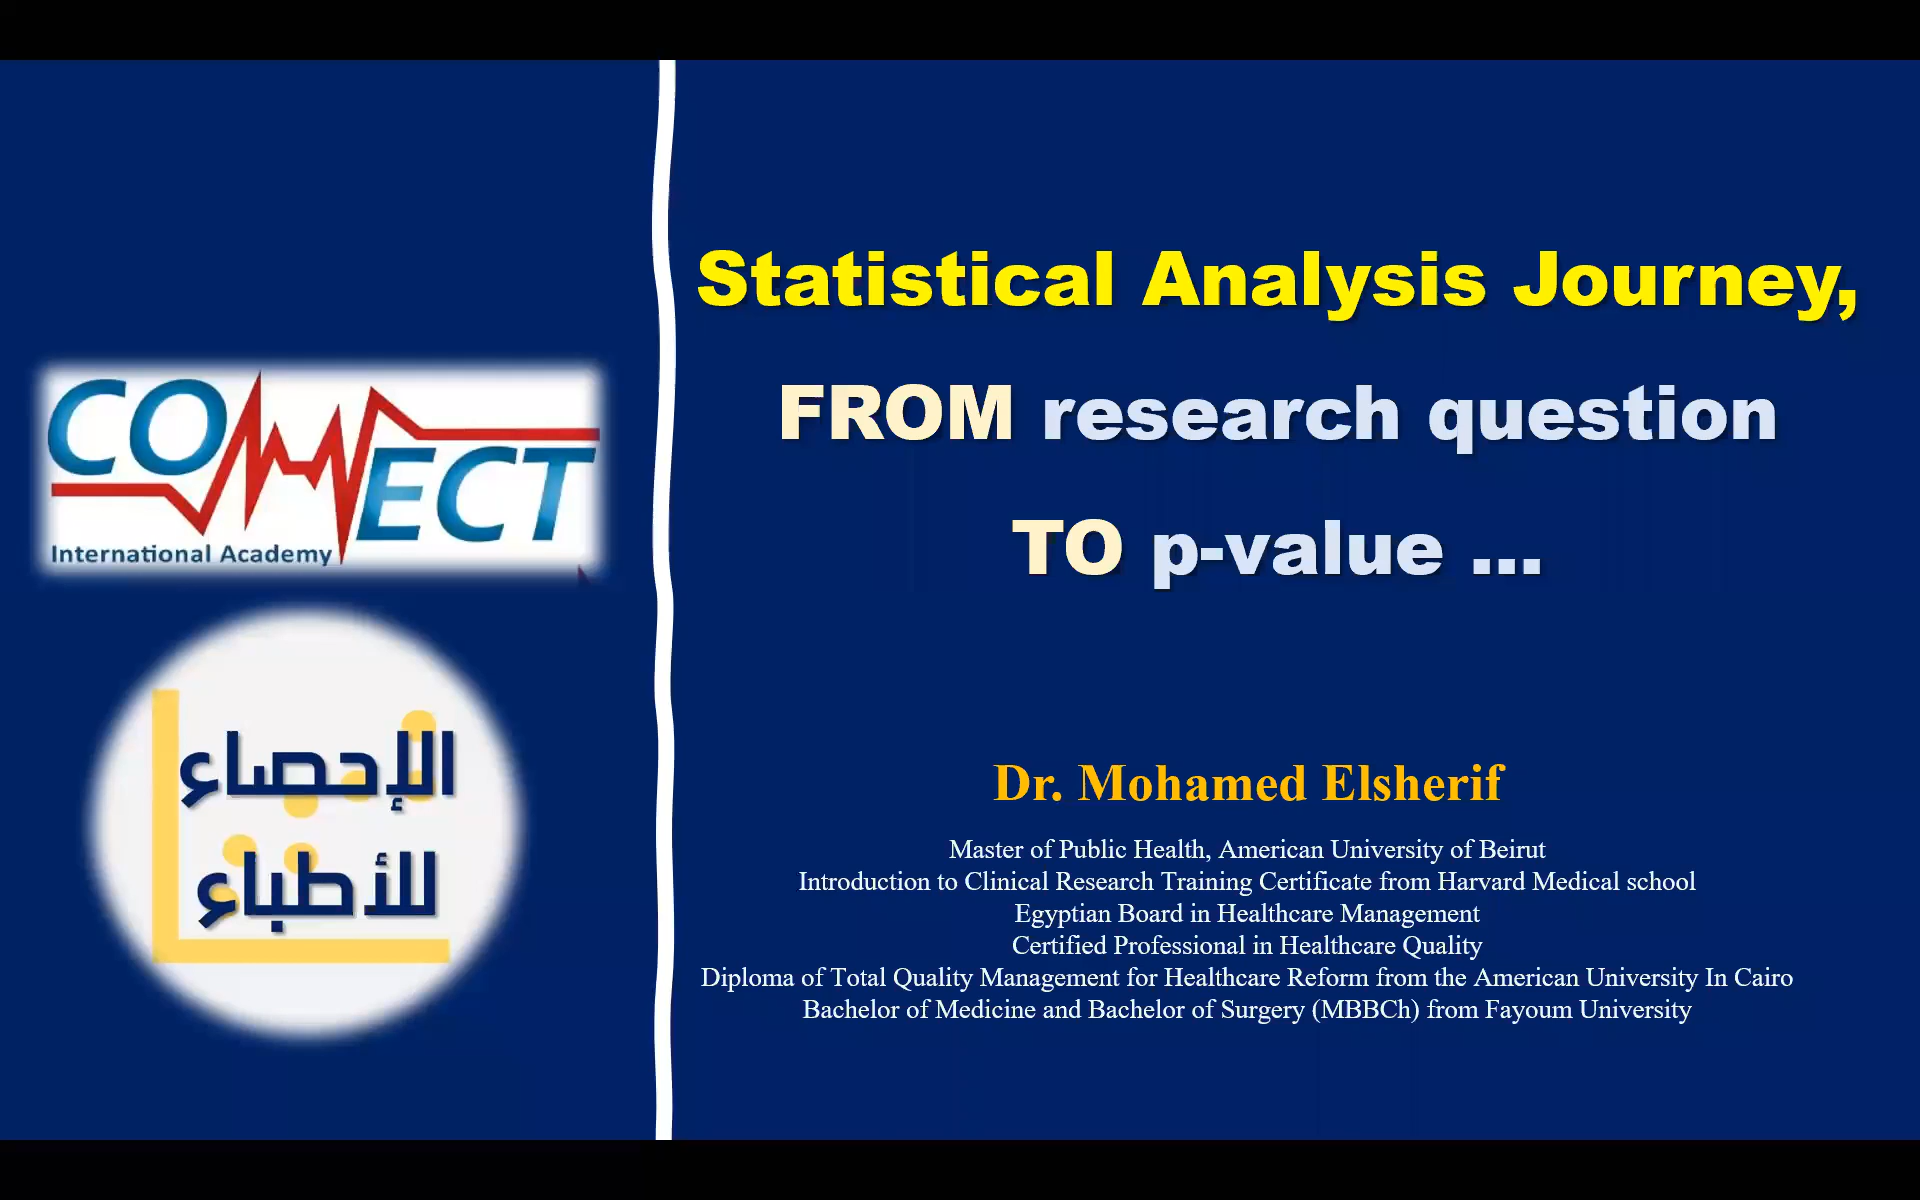 CONNECT
International Academy
الإحصاء
للأطباء
Statistical Analysis Journey,
FROM research question
TO p-value ...
Dr. Mohamed Elsherif
Master of Public Health, American University of Beirut
Introduction to Clinical Research Training Certificate from Harvard Medical school
Egyptian Board in Healthcare Management
Certified Professional in Healthcare Quality
Diploma of Total Quality Management for Healthcare Reform from the American University In Cairo
Bachelor of Medicine and Bachelor of Surgery (MBBCh) from Fayoum University